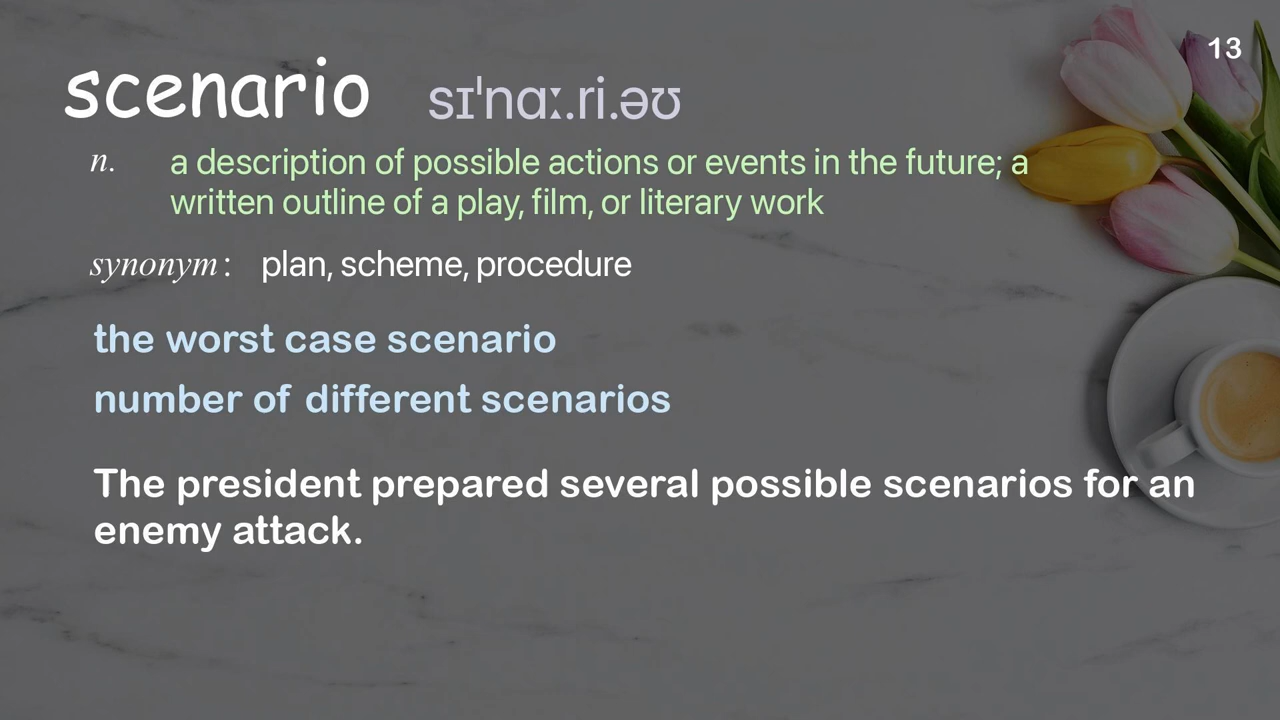 13
scenario sɪˈnɑː.ri.əʊ
n. a description of possible actions or events in the future; a
written outline of a play, film, or literary work
synonym : plan, scheme, procedure
the worst case scenario
number of different scenarios
The president prepared several possible scenarios for an
enemy attack.